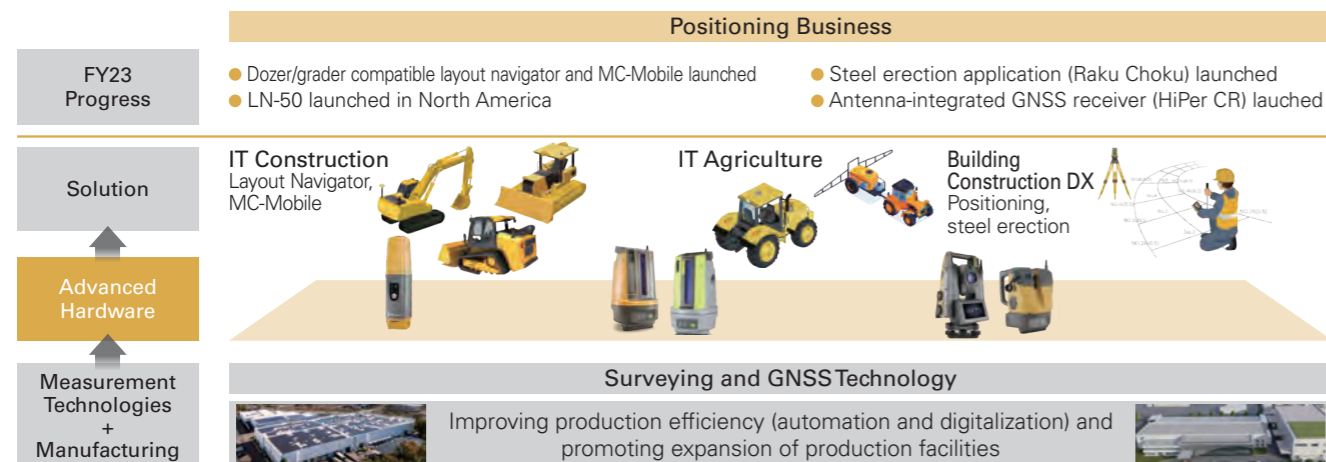 Positioning Business
FY23
Progress
Dozer/grader compatible layout navigator and MC-Mobile launched
LN-50 launched in North America
Steel erection application (Raku Choku) launched
Antenna-integrated GNSS receiver (HiPer CR) lauched
Solution
IT Construction
Layout Navigator,
MC-Mobile
IT Agriculture
Building
Construction DX
Positioning,
steel erection
Advanced
Hardware
Measurement
Technologies
+
Manufacturing
Surveying and GNSS Technology
Improving production efficiency (automation and digitalization) and
promoting expansion of production facilities